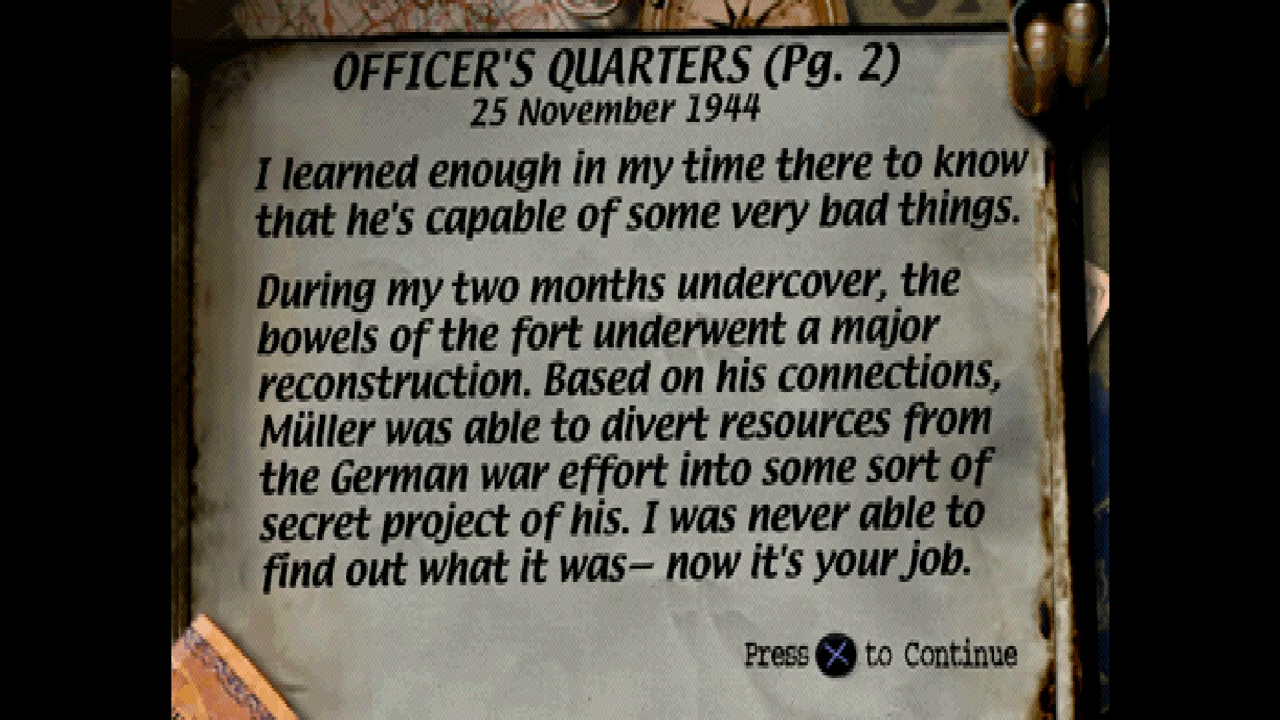 OFFICER'S QUARTERS (Pg. 2)
25 November 1944
I learned enough in my time there to know
that he's capable of some very bad things.
During my two months undercover, the
bowels of the fort underwent a major
reconstruction. Based on his connections,
Müller was able to divert resources from
the German war effort into some sort of
secret project of his. I was never able to
find out what it was– now it's your job.
Press X to Continue